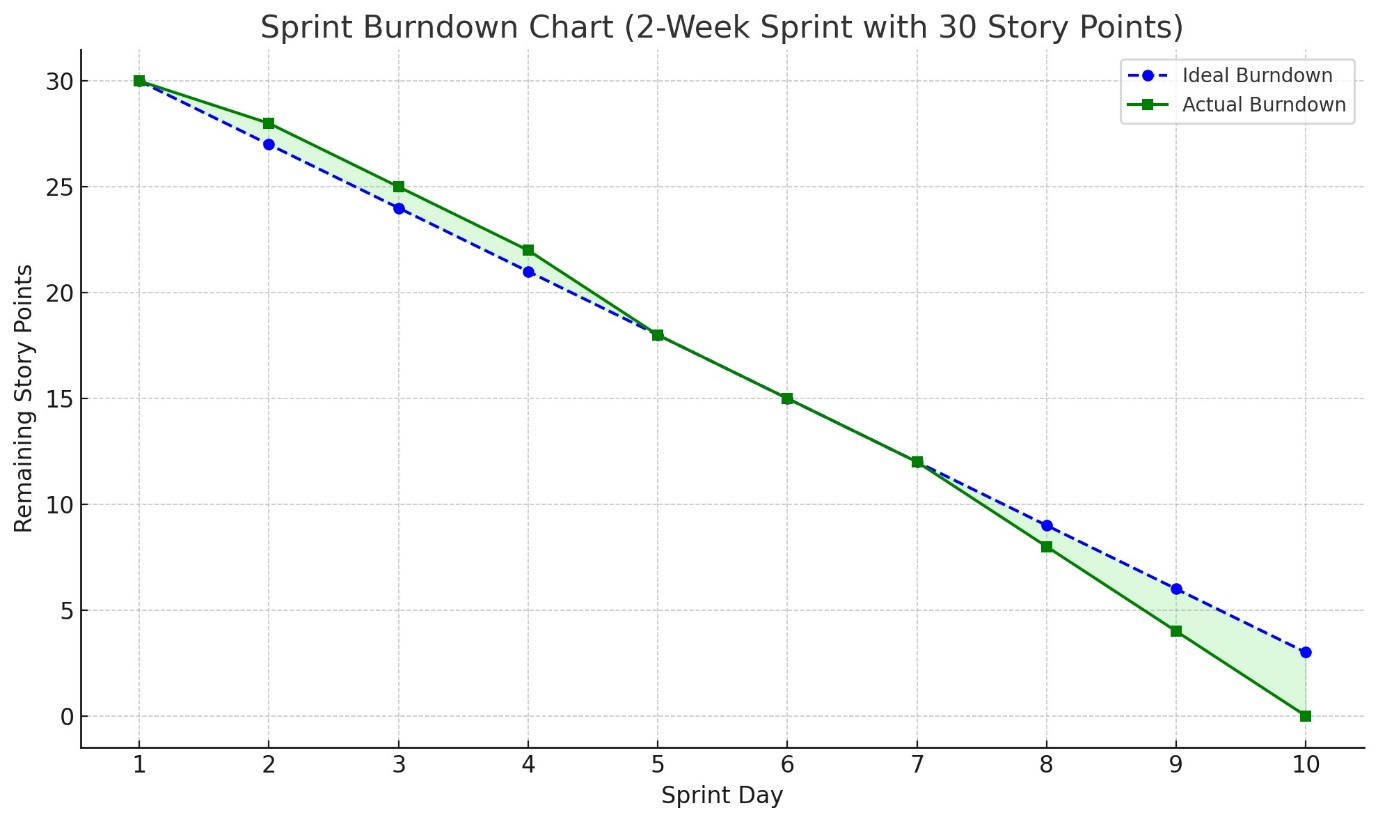 Sprint Burndown Chart (2-Week Sprint with 30 Story Points)
Ideal Burndown
Actual Burndown
Remaining Story Points
30
25
20
15
10
5
0
1 2 3 4 5 6 7 8 9 10
Sprint Day